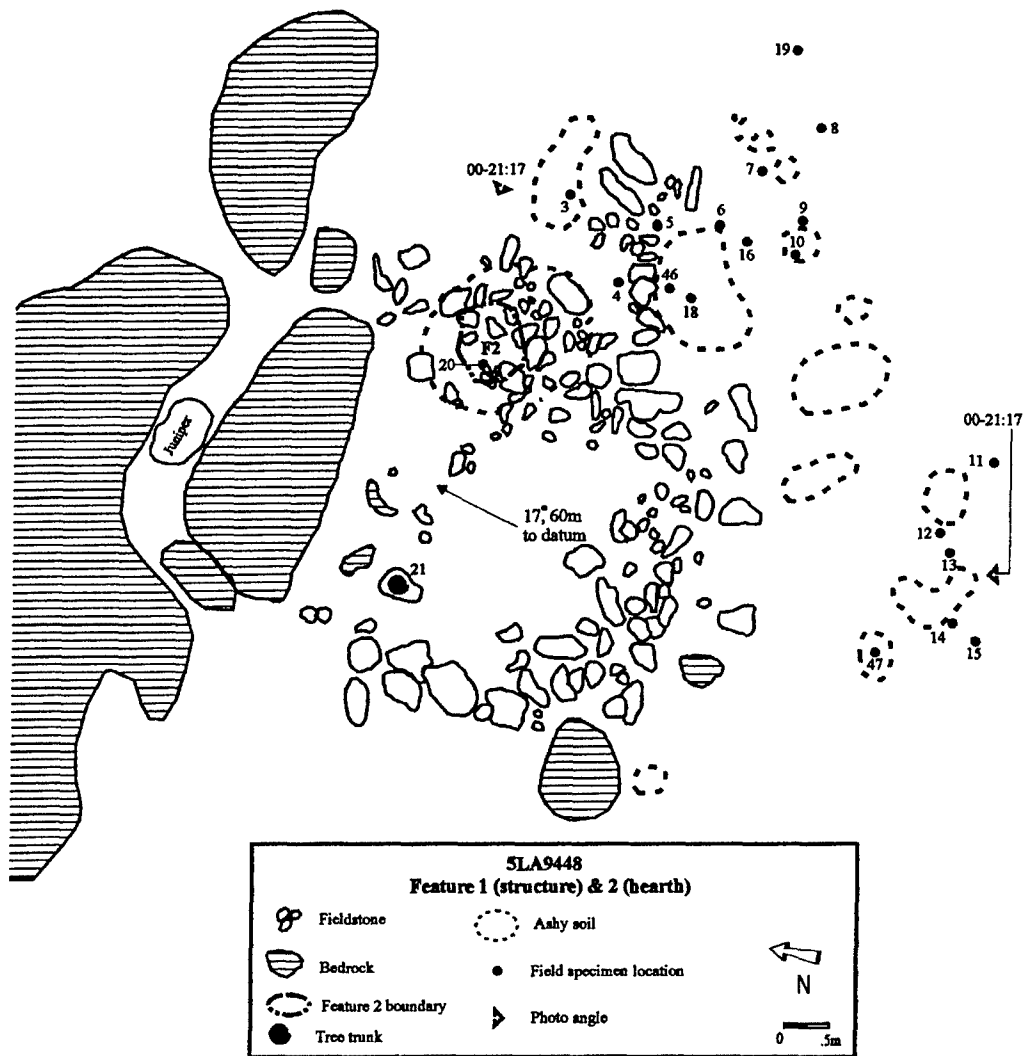 19
8
00-21:17
7
3
9
6
5
10
16
46
4
18
F2
20
00-21:17
Juniper
11
17°, 60m
to datum
12
13
21
14
15
47
5LA9448
Feature 1 (structure) & 2 (hearth)
Fieldstone
Ashy soil
Bedrock
Field specimen location
N
Feature 2 boundary
Photo angle
Tree trunk
0 .5m